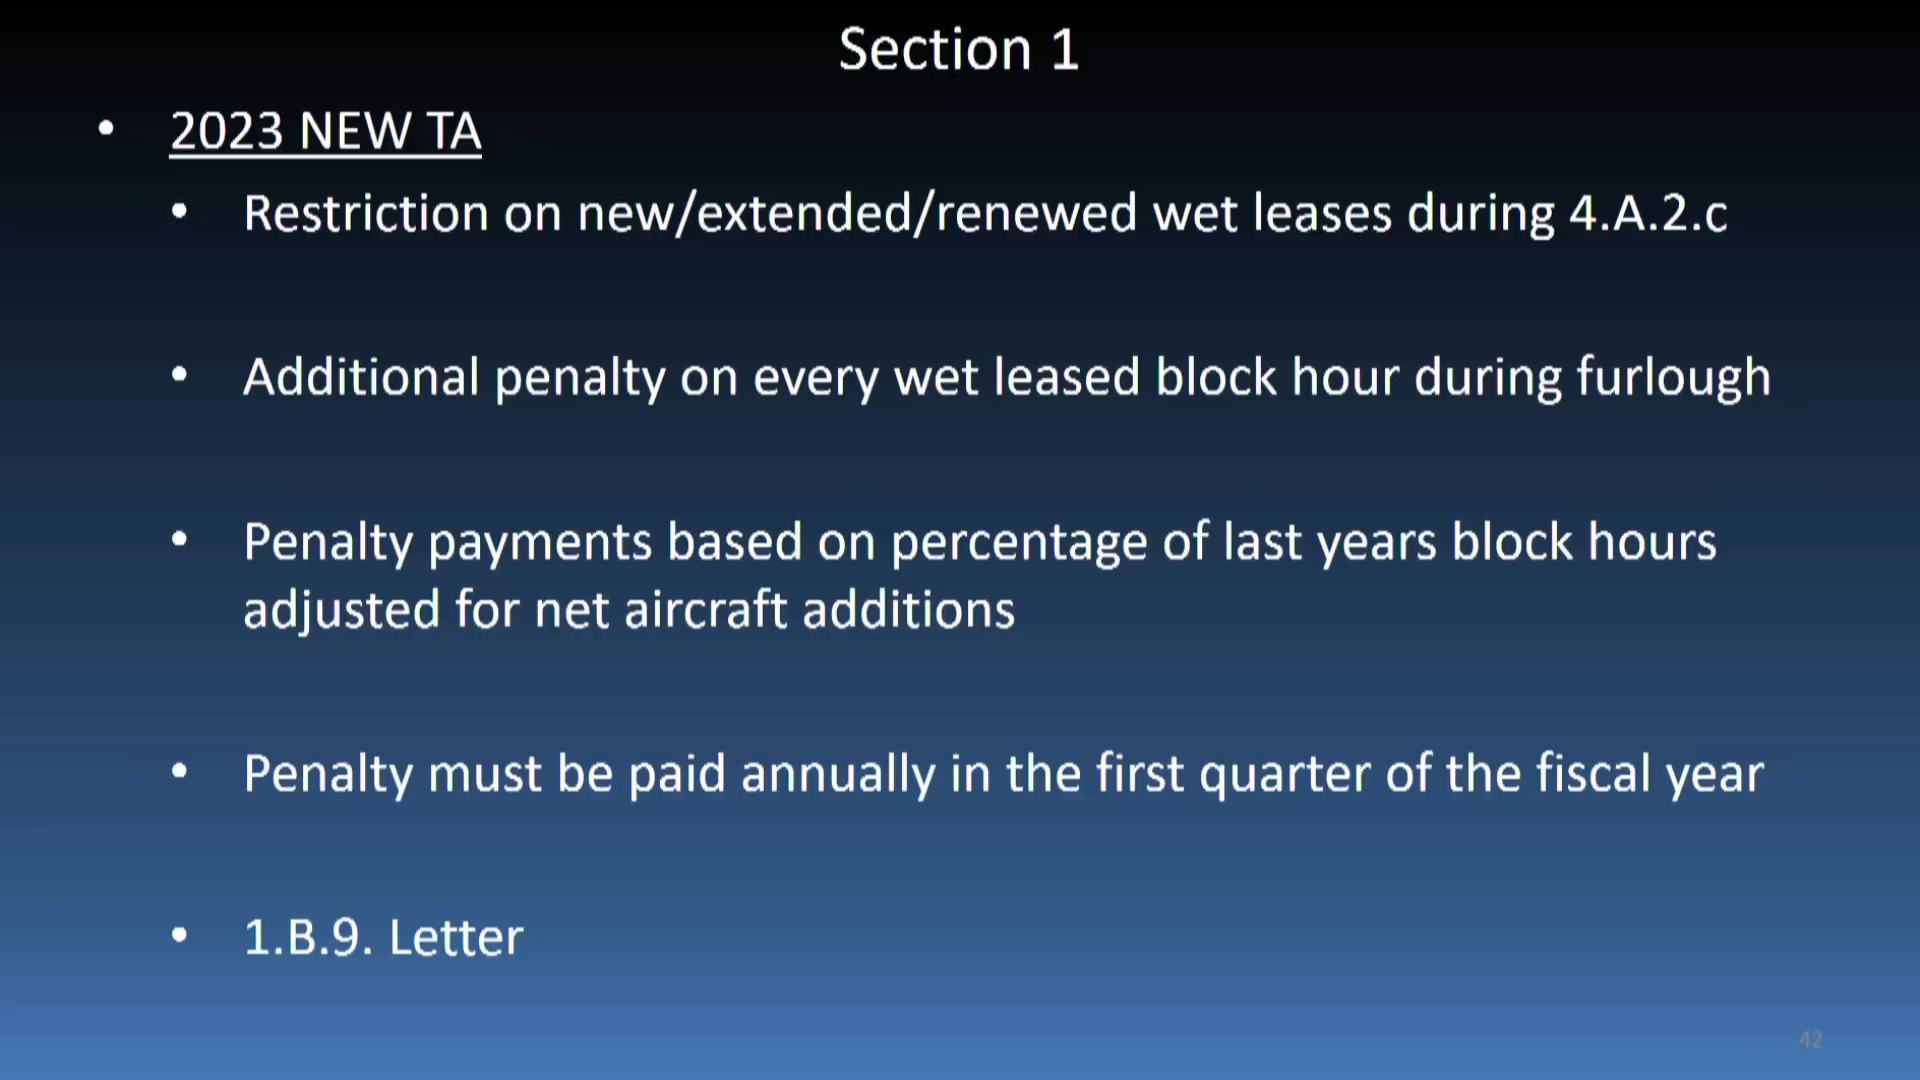 Section 1
• 2023 NEW TA
• Restriction on new/extended/renewed wet leases during 4.A.2.c
• Additional penalty on every wet leased block hour during furlough
• Penalty payments based on percentage of last years block hours
adjusted for net aircraft additions
• Penalty must be paid annually in the first quarter of the fiscal year
• 1.B.9. Letter
42